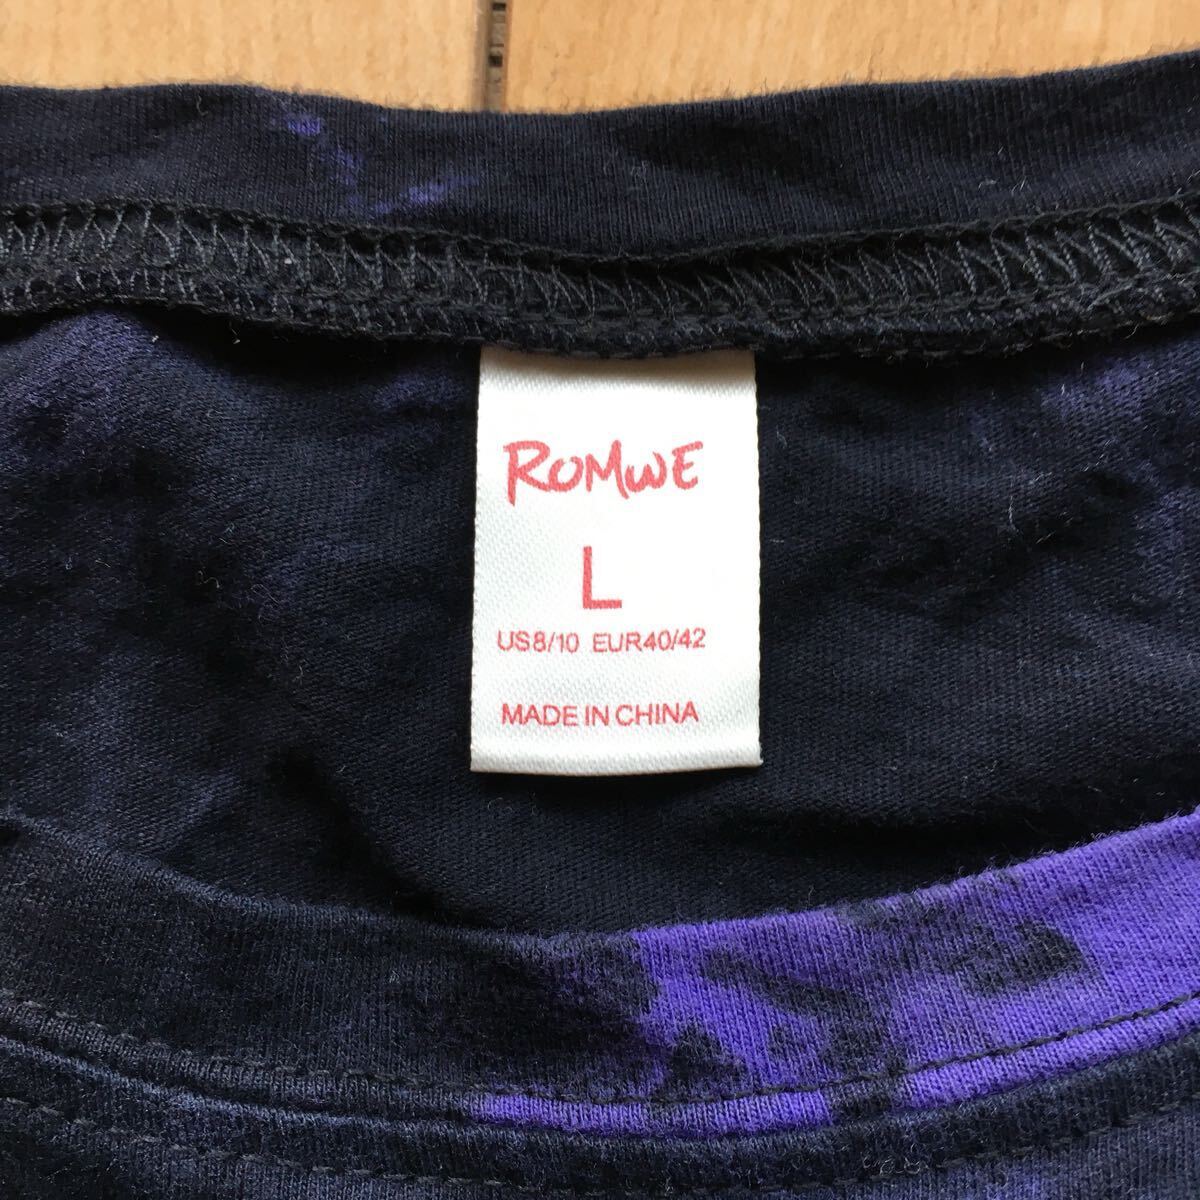 ROMWE
L
US8/10 EUR40/42
MADE IN CHINA